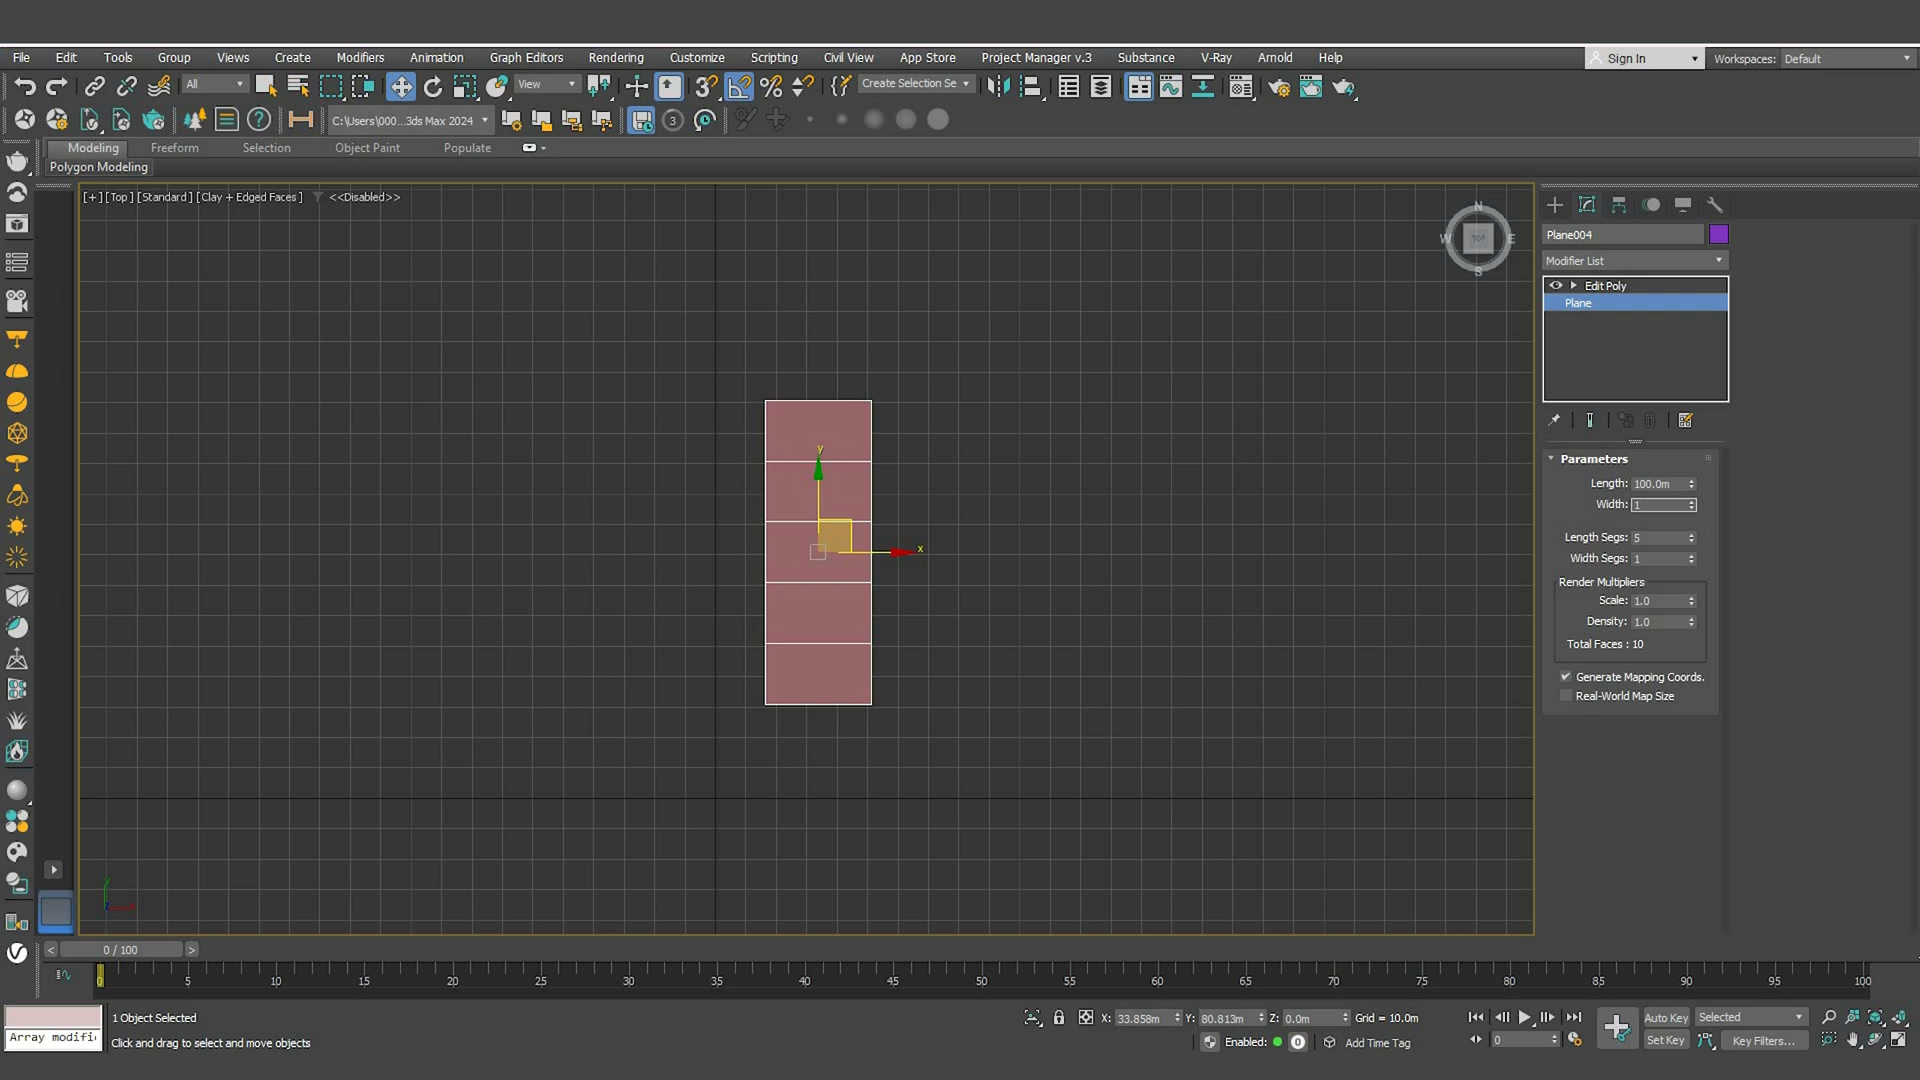 File Edit Tools Group Views Create Modifiers Animation Graph Editors Rendering Customize Scripting Civil View App Store Project Manager v.3 Substance V-Ray Arnold Help Sign In Workspaces: Default
All View Create Selection Se
C:\Users\000...3ds Max 2024 3
Modeling Freeform Selection Object Paint Populate
Polygon Modeling
[+] [Top] [Standard] [Clay + Edged Faces] <<Disabled>>
N
W TOP E
S
Plane004
Modifier List
Edit Poly
Plane
Parameters
Length: 100.0m
Width: 1
Length Segs: 5
Width Segs: 1
Render Multipliers
Scale: 1.0
Density: 1.0
Total Faces : 10
Generate Mapping Coords.
Real-World Map Size
y
x
< 0 / 100 >
0 5 10 15 20 25 30 35 40 45 50 55 60 65 70 75 80 85 90 95 100
1 Object Selected X: 33.858m Y: 80.813m Z: 0.0m Grid = 10.0m Auto Key Selected
Array modifi Click and drag to select and move objects Enabled: 0 Add Time Tag 0 Set Key Key Filters...